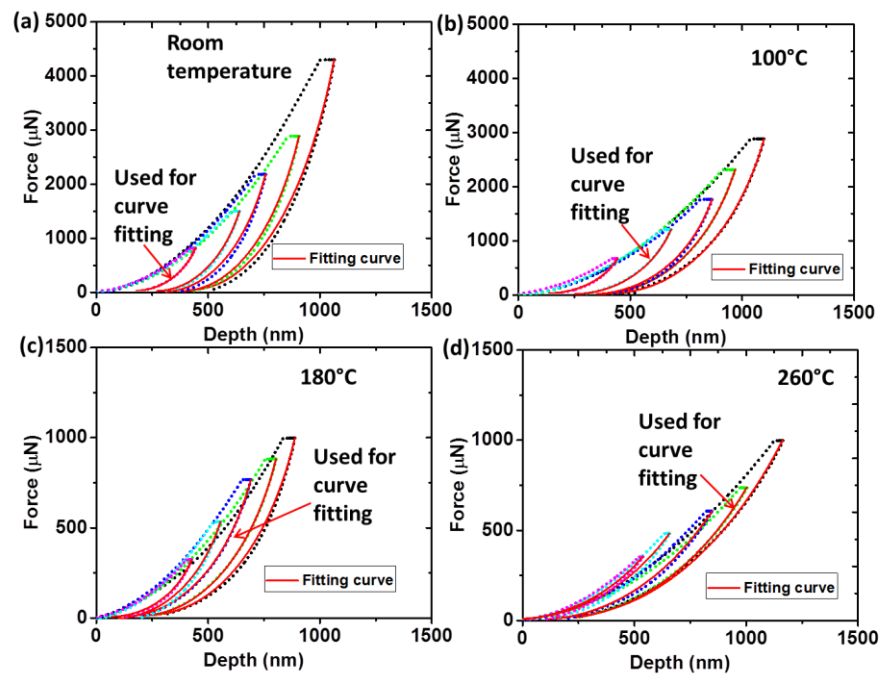 (a)
5000
4000
3000
2000
1000
0
Force (μN)
Room
temperature
Used for
curve
fitting
Fitting curve
0
500
1000
1500
Depth (nm)
(b)
5000
4000
3000
2000
1000
0
Force (μN)
100°C
Used for
curve
fitting
Fitting curve
0
500
1000
1500
Depth (nm)
(c)
1500
1000
500
0
Force (μN)
180°C
Used for
curve
fitting
Fitting curve
0
500
1000
1500
Depth (nm)
(d)
1500
1000
500
0
Force (μN)
260°C
Used for
curve
fitting
Fitting curve
0
500
1000
1500
Depth (nm)